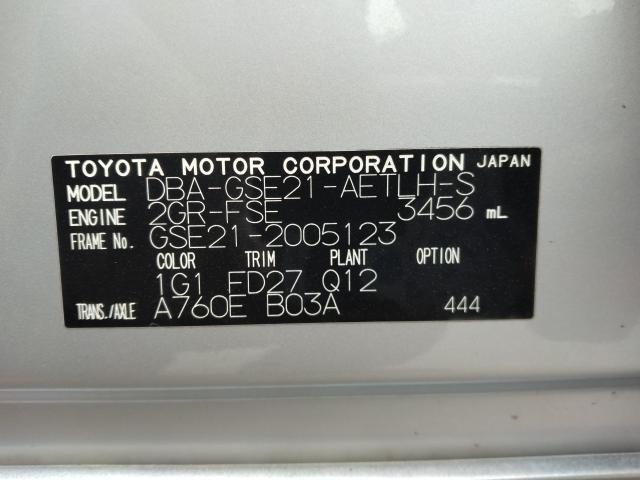 TOYOTA MOTOR CORPORATION JAPAN
MODEL DBA-GSE21-AETLH-S
ENGINE 2GR-FSE 3456 mL
FRAME No. GSE21-2005123
COLOR TRIM PLANT OPTION
1G1 FD27 Q12
TRANS./AXLE A760E B03A 444